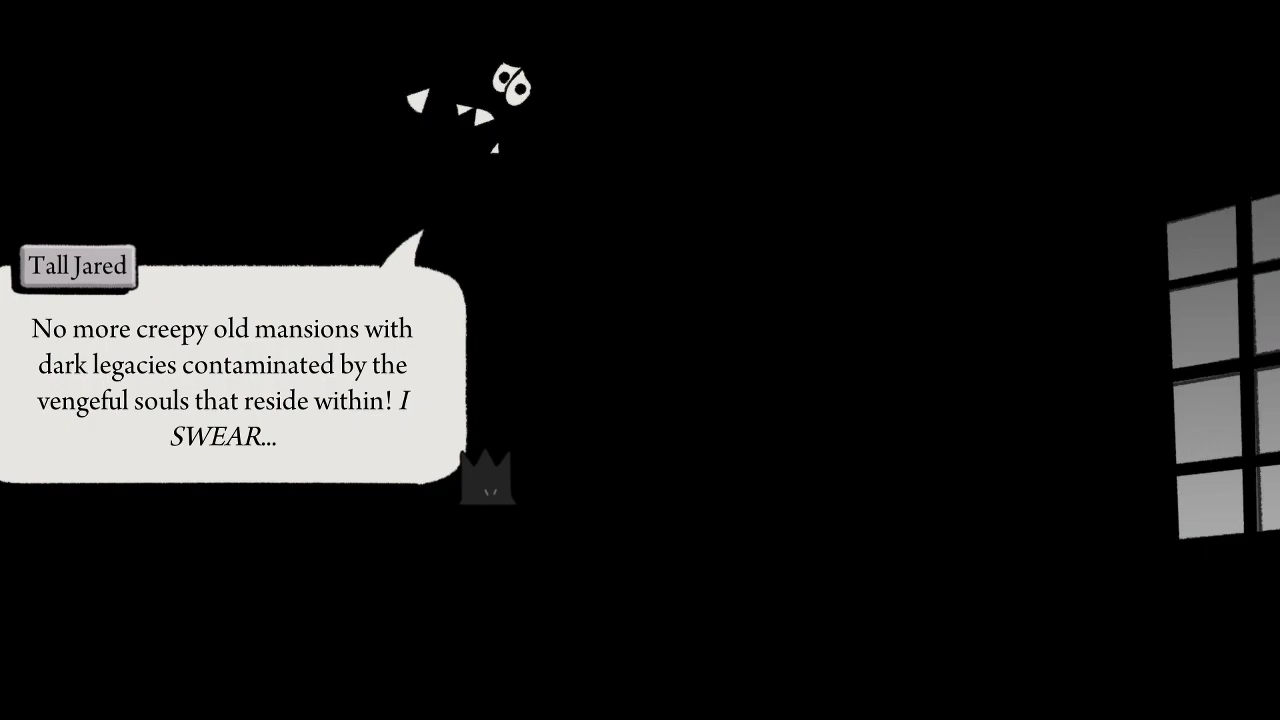 Tall Jared
No more creepy old mansions with
dark legacies contaminated by the
vengeful souls that reside within! I
SWEAR...